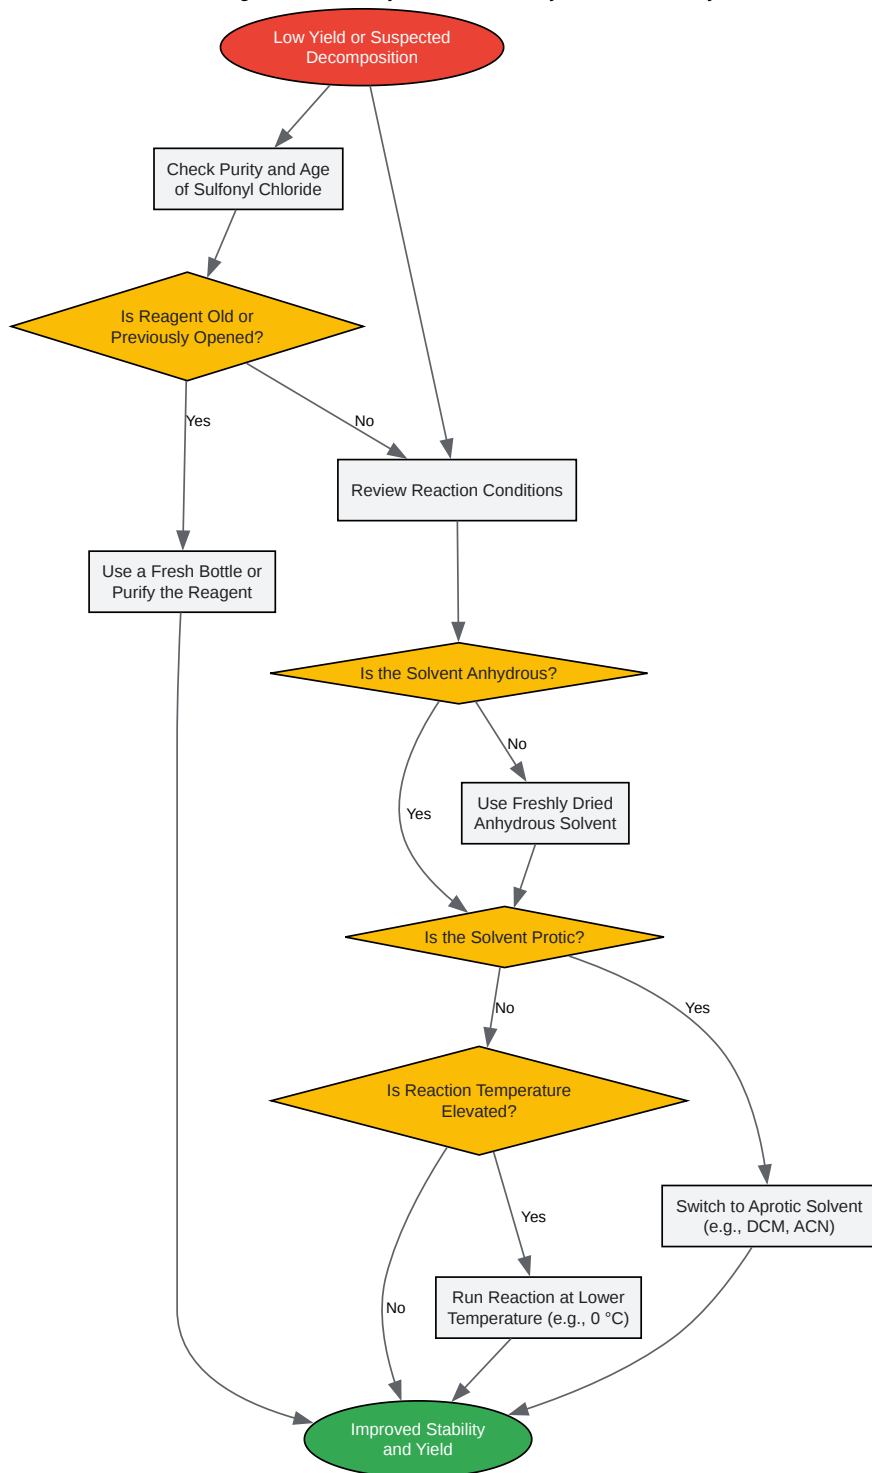 Low Yield or Suspected
Decomposition
Check Purity and Age
of Sulfonyl Chloride
Is Reagent Old or
Previously Opened?
Yes
No
Review Reaction Conditions
Use a Fresh Bottle or
Purify the Reagent
Is the Solvent Anhydrous?
No
Yes
Use Freshly Dried
Anhydrous Solvent
Is the Solvent Protic?
No
Yes
Is Reaction Temperature
Elevated?
Switch to Aprotic Solvent
(e.g., DCM, ACN)
Yes
No
Run Reaction at Lower
Temperature (e.g., 0 °C)
Improved Stability
and Yield